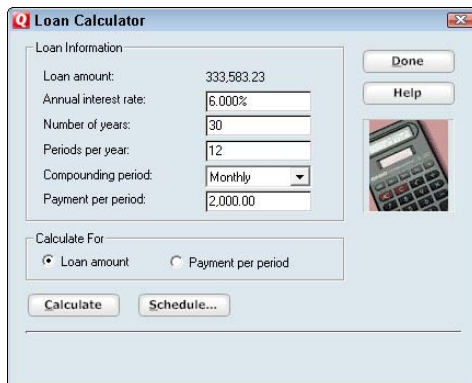 Q Loan Calculator
Loan Information
Loan amount: 333,583.23
Annual interest rate: 6.000%
Number of years: 30
Periods per year: 12
Compounding period: Monthly
Payment per period: 2,000.00
Done
Help
Calculate For
Loan amount Payment per period
Calculate Schedule...